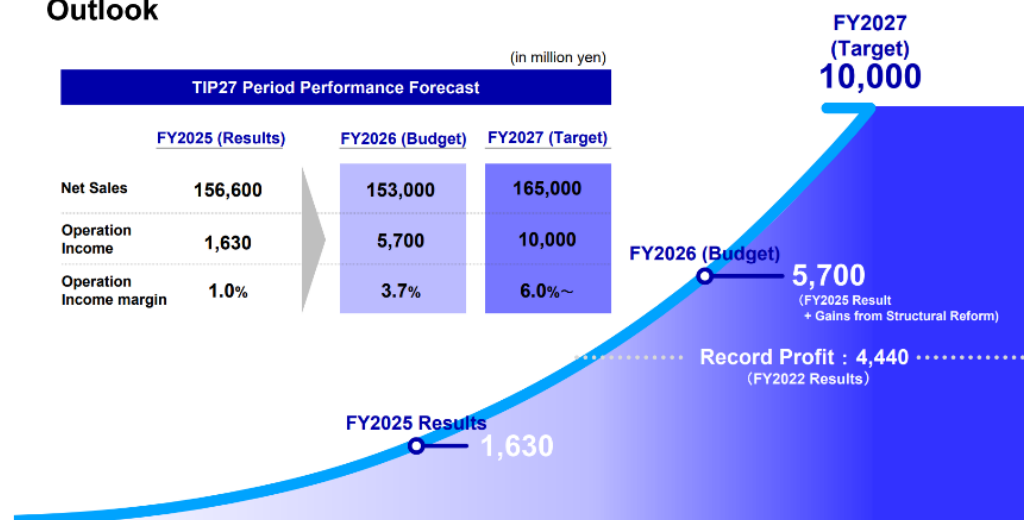 Outlook
(in million yen)
TIP27 Period Performance Forecast
FY2025 (Results) FY2026 (Budget) FY2027 (Target)
Net Sales 156,600 153,000 165,000
Operation
Income 1,630 5,700 10,000
Operation
Income margin 1.0% 3.7% 6.0%～
FY2027
(Target)
10,000
FY2026 (Budget)
5,700
（FY2025 Result
+ Gains from Structural Reform)
Record Profit：4,440
（FY2022 Results）
FY2025 Results
1,630